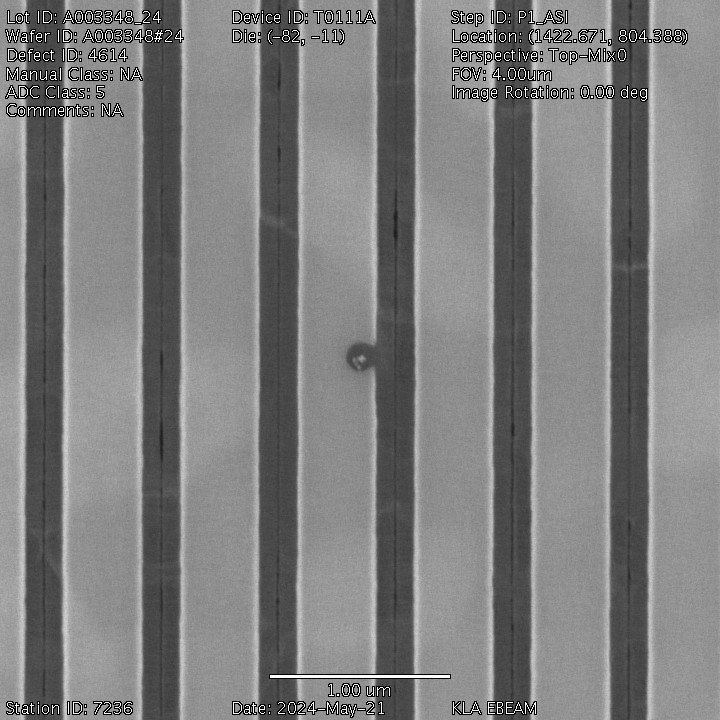 Lot ID: A003348_24
Wafer ID: A003348#24
Defect ID: 4614
Manual Class: NA
ADC Class: 5
Comments: NA
Device ID: T0111A
Die: (-82, -11)
Step ID: P1_ASI
Location: (1422.671, 804.388)
Perspective: Top-Mix0
FOV: 4.00um
Image Rotation: 0.00 deg
1.00 um
Station ID: 7236
Date: 2024-May-21
KLA EBEAM